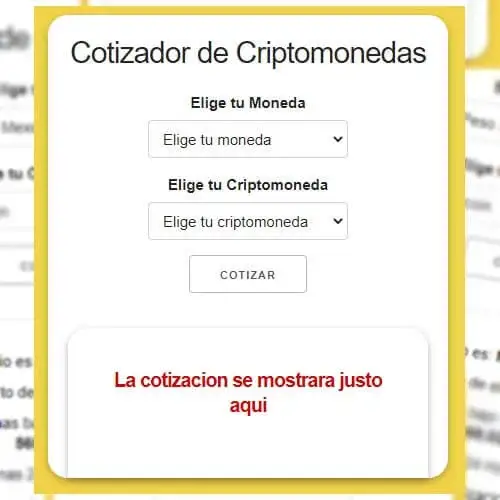 Cotizador de Criptomonedas
Elige tu Moneda
Elige tu moneda
Elige tu Criptomoneda
Elige tu criptomoneda
COTIZAR
La cotizacion se mostrara justo
aqui